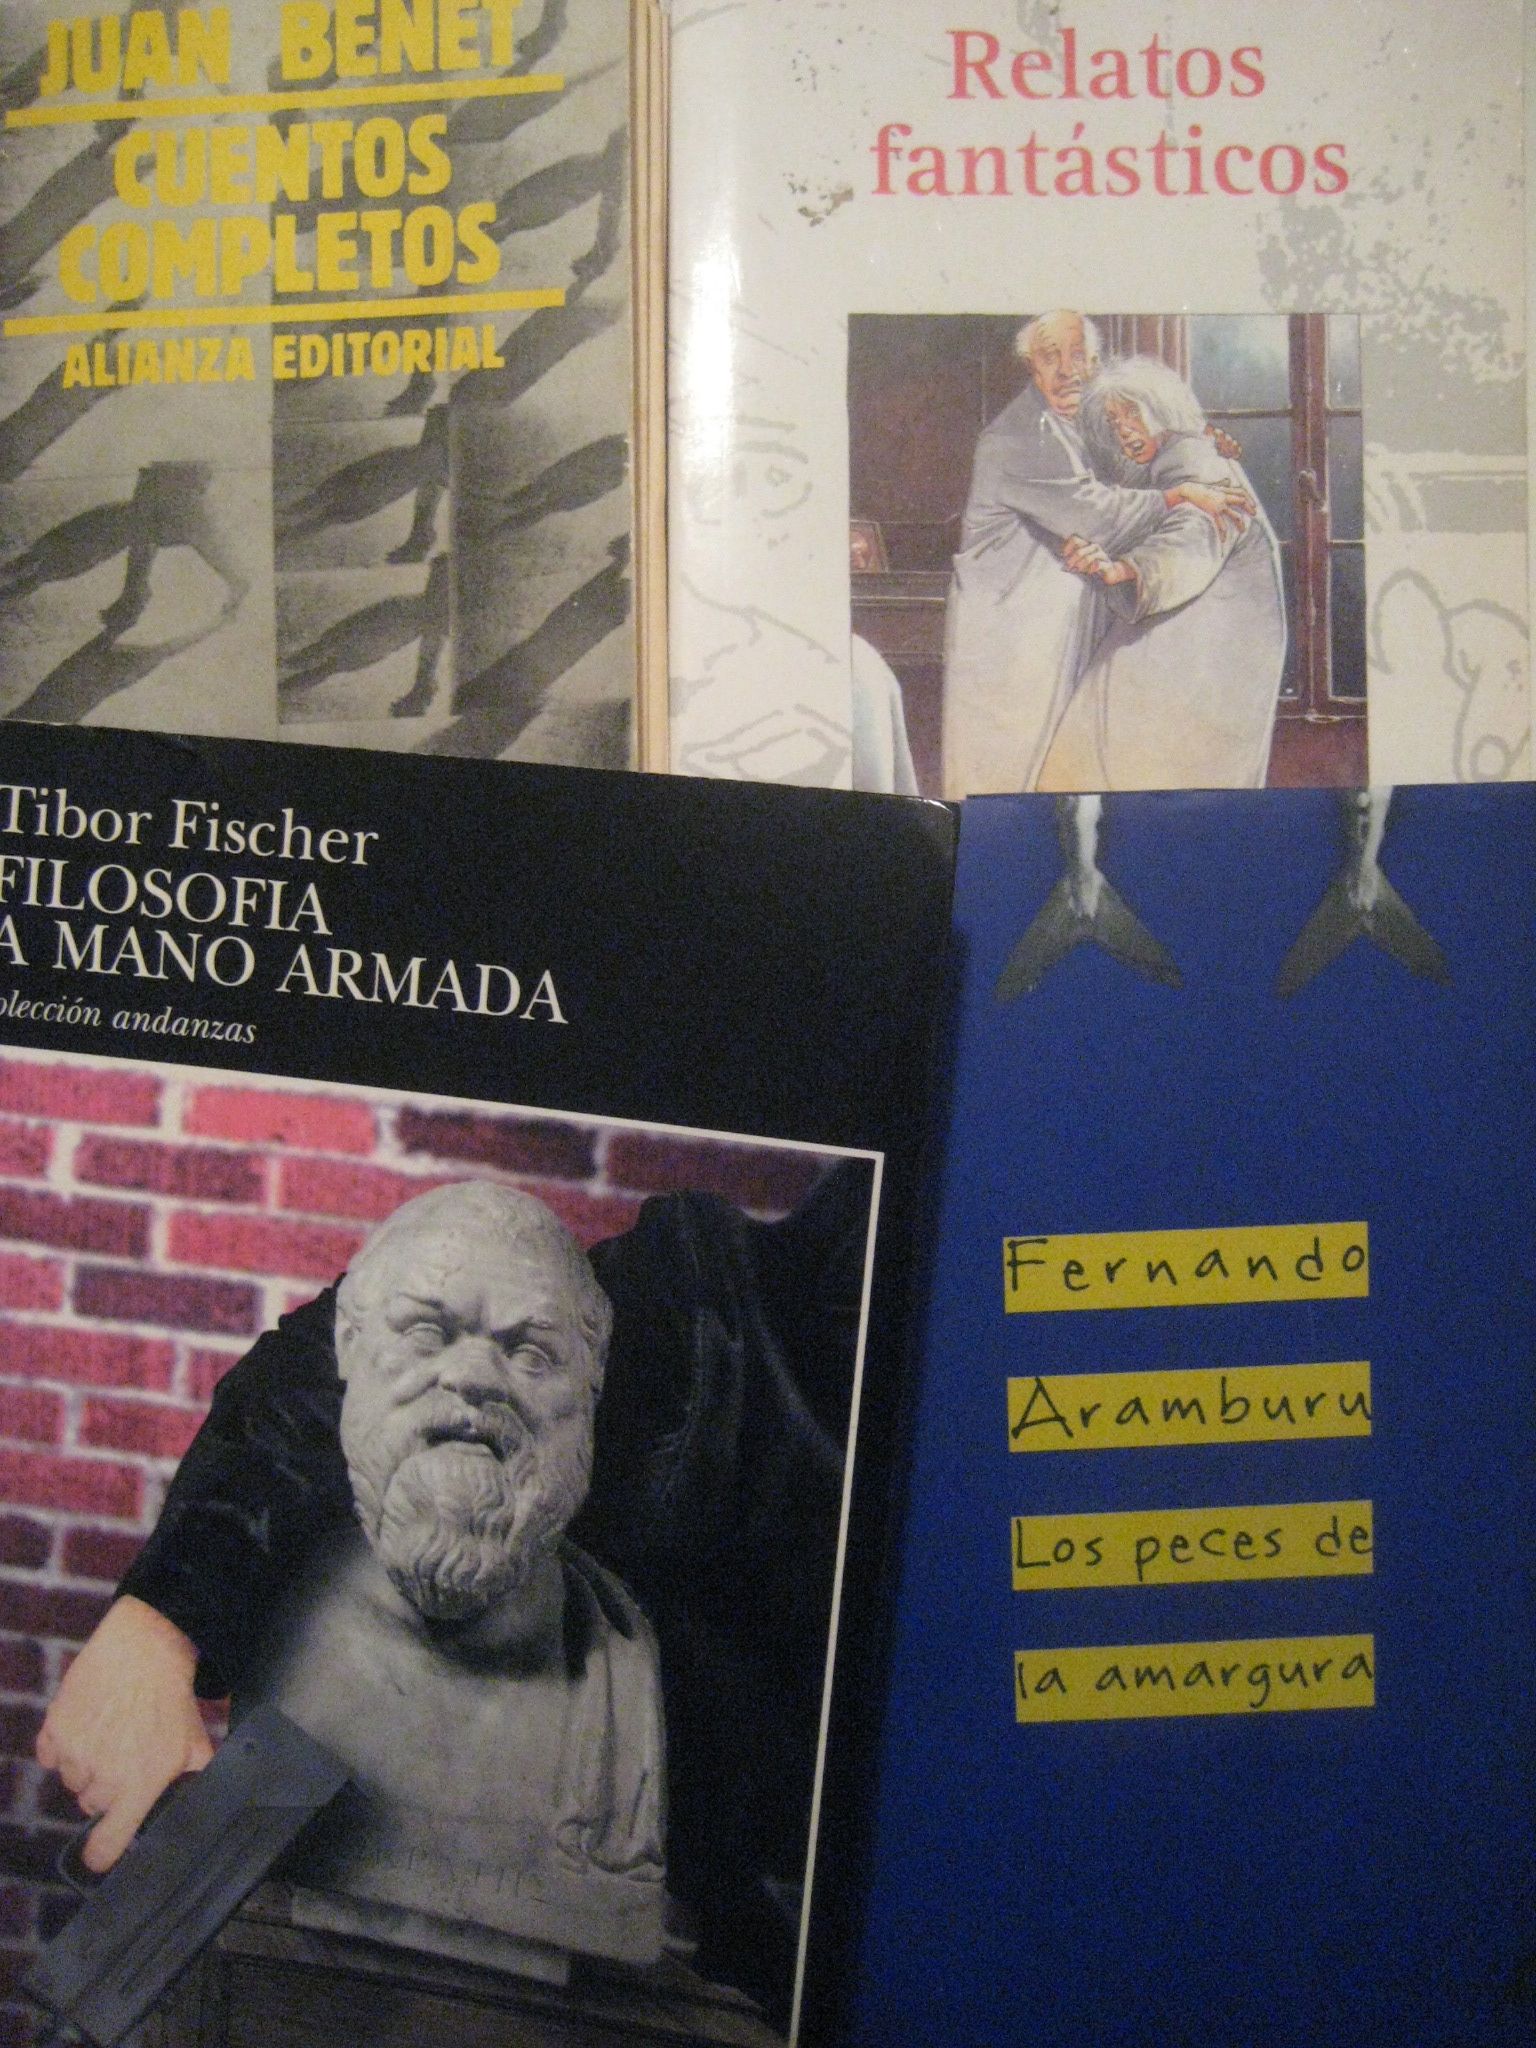 JUAN BENET
CUENTOS
COMPLETOS
ALIANZA EDITORIAL
Relatos
fantásticos
Tibor Fischer
FILOSOFIA
A MANO ARMADA
olección andanzas
Fernando
Aramburu
Los peces de
la amargura